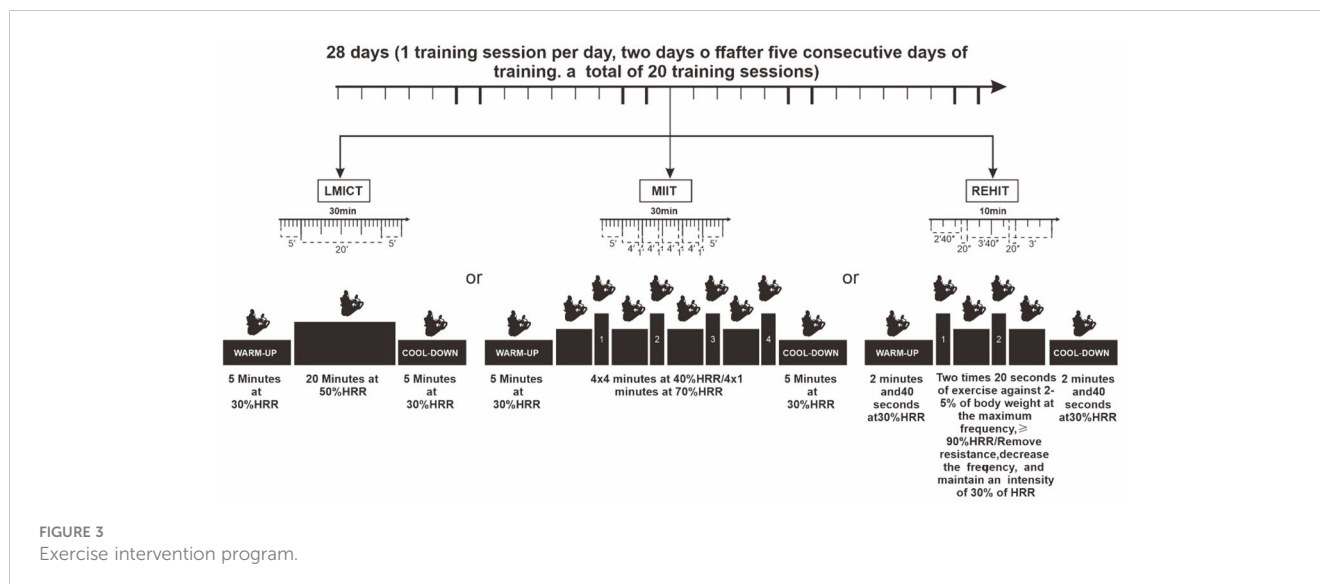 28 days (1 training session per day, two days o ffafter five consecutive days of
training. a total of 20 training sessions)
LMICT
30min
5'
20'
5'
MIIT
30min
5'
4'
1'
4'
1'
4'
1'
4'
1'
5'
REHIT
10min
2'40"
20"
3'40"
20"
3'
or
or
WARM-UP
COOL-DOWN
5 Minutes
at
30%HRR
20 Minutes at
50%HRR
5 Minutes
at
30%HRR
WARM-UP
1
2
3
4
COOL-DOWN
5 Minutes
at
30%HRR
4x4 minutes at 40%HRR/4x1
minutes at 70%HRR
5 Minutes
at
30%HRR
WARM-UP
1
2
COOL-DOWN
2 minutes
and40
seconds
at30%HRR
Two times 20 seconds
of exercise against 2-
5% of body weight at
the maximum
frequency,≥
90%HRR/Remove
resistance,decrease
the freqency, and
maintain an intensity
of 30% of HRR
2 minutes
and40
seconds
at30%HRR
FIGURE 3
Exercise intervention program.